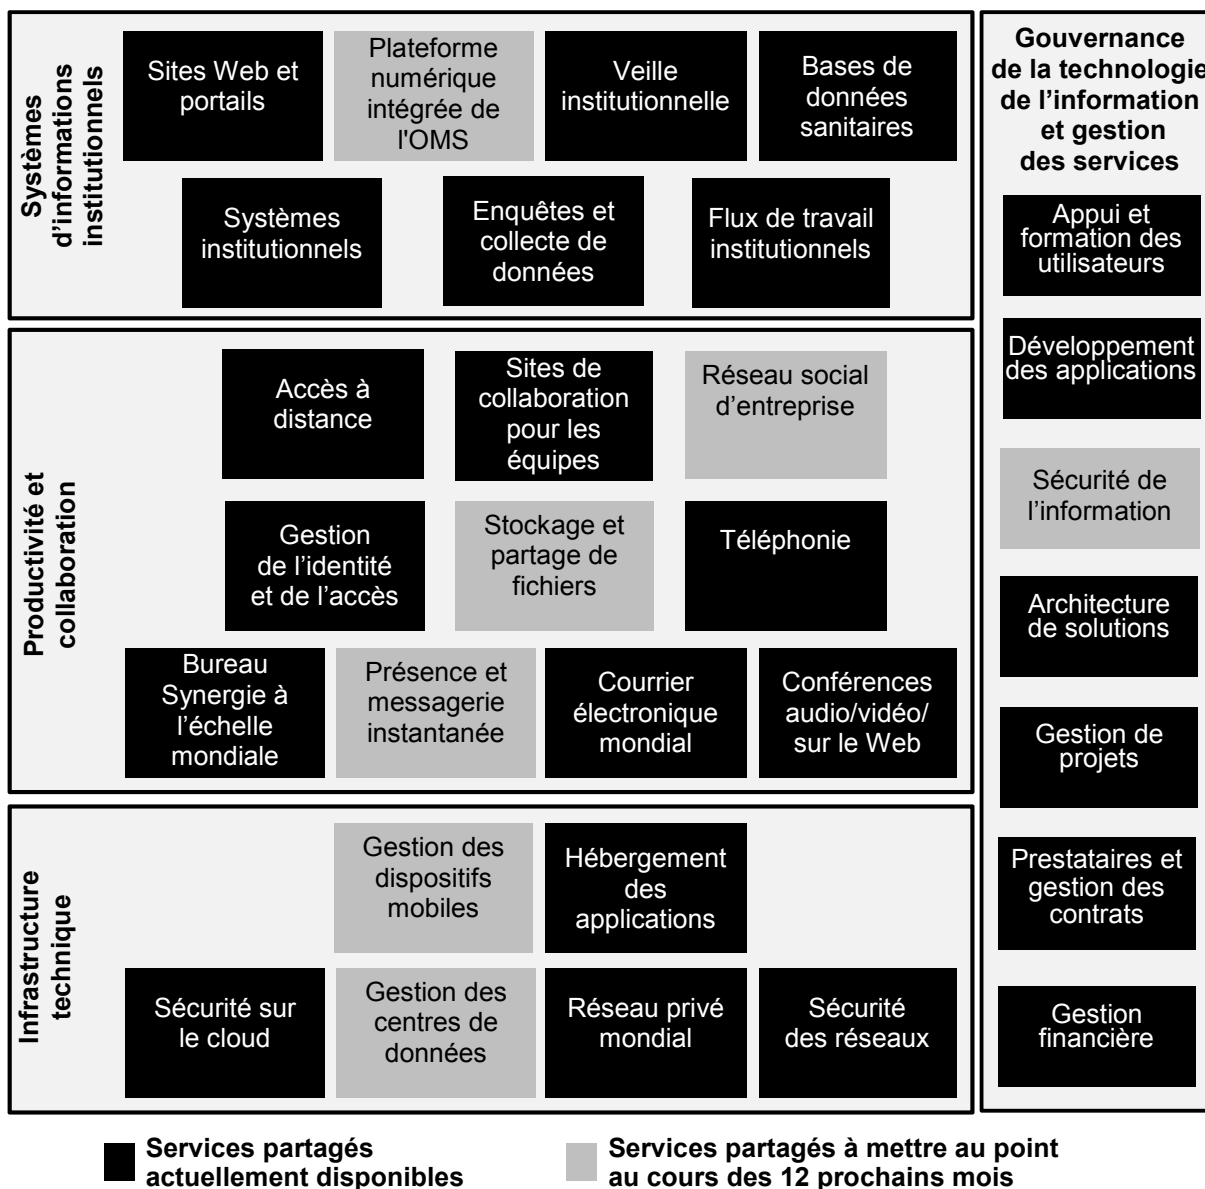 Systèmes
d’informations
institutionnels
Sites Web et
portails
Plateforme
numérique
intégrée de
l'OMS
Veille
institutionnelle
Bases de
données
sanitaires
Systèmes
institutionnels
Enquêtes et
collecte de
données
Flux de travail
institutionnels
Productivité et
collaboration
Accès à
distance
Sites de
collaboration
pour les
équipes
Réseau social
d’entreprise
Gestion
de l’identité
et de l’accès
Stockage et
partage de
fichiers
Téléphonie
Bureau
Synergie à
l’échelle
mondiale
Présence et
messagerie
instantanée
Courrier
électronique
mondial
Conférences
audio/vidéo/
sur le Web
Infrastructure
technique
Gestion des
dispositifs
mobiles
Hébergement
des
applications
Sécurité sur
le cloud
Gestion des
centres de
données
Réseau privé
mondial
Sécurité
des réseaux
Gouvernance
de la technologie
de l’information
et gestion
des services
Appui et
formation des
utilisateurs
Développement
des applications
Sécurité de
l’information
Architecture
de solutions
Gestion de
projets
Prestataires et
gestion des
contrats
Gestion
financière
Services partagés
actuellement disponibles
Services partagés à mettre au point
au cours des 12 prochains mois